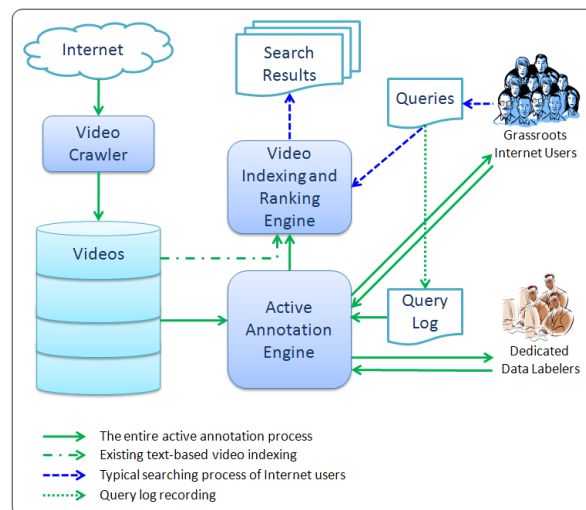 Internet
Search
Results
Queries
Grassroots
Internet Users
Video
Crawler
Video
Indexing and
Ranking
Engine
Videos
Active
Annotation
Engine
Query
Log
Dedicated
Data Labelers
The entire active annotation process
Existing text-based video indexing
Typical searching process of Internet users
Query log recording